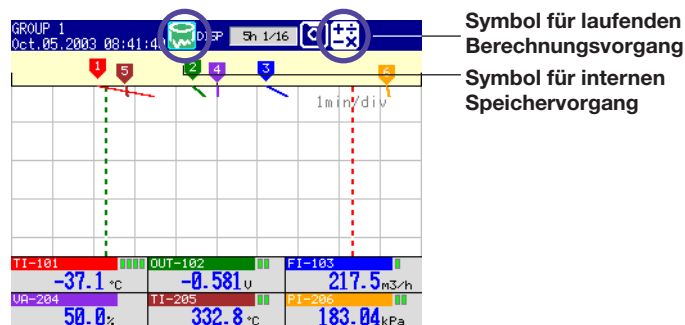 GROUP 1
Oct.05.2003 08:41:40 DISP 5h 1/16
Symbol für laufenden
Berechnungsvorgang
Symbol für internen
Speichervorgang
1 5 2 4 3 6
1min/div
TI-101 OUT-102 FI-103
-37.1 °C -0.581 V 217.5 m3/h
VA-204 TI-205 PI-206
50.0 % 332.8 °C 183.04 kPa